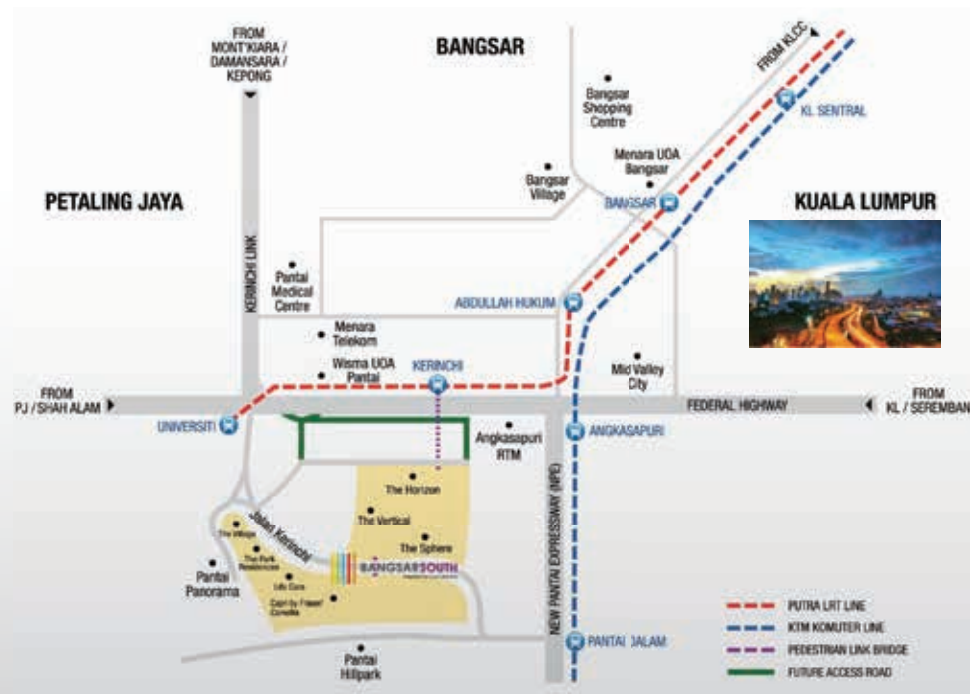 FROM
MONT'KIARA /
DAMANSARA /
KEPONG
BANGSAR
FROM KLCC
Bangsar
Shopping
Centre
KL SENTRAL
Menara UOA
Bangsar
Bangsar
Village
PETALING JAYA
BANGSAR
KUALA LUMPUR
KERINCHI LINK
Pantai
Medical
Centre
ABDULLAH HUKUM
Menara
Telekom
Wisma UOA
Pantai
KERINCHI
Mid Valley
City
FROM
PJ / SHAH ALAM
FEDERAL HIGHWAY
FROM
KL / SEREMBAN
UNIVERSITI
Angkasapuri
RTM
ANGKASAPURI
NEW PANTAI EXPRESSWAY (NPE)
The Horizon
The Vertical
Jalan Kerinchi
The Village
The Sphere
The Park
Residences
BANGSAR SOUTH
Pantai
Panorama
Life Care
Capri by Fraser
Camellia
PUTRA LRT LINE
KTM KOMUTER LINE
PANTAI JALAM
PEDESTRIAN LINK BRIDGE
Pantai
Hillpark
FUTURE ACCESS ROAD